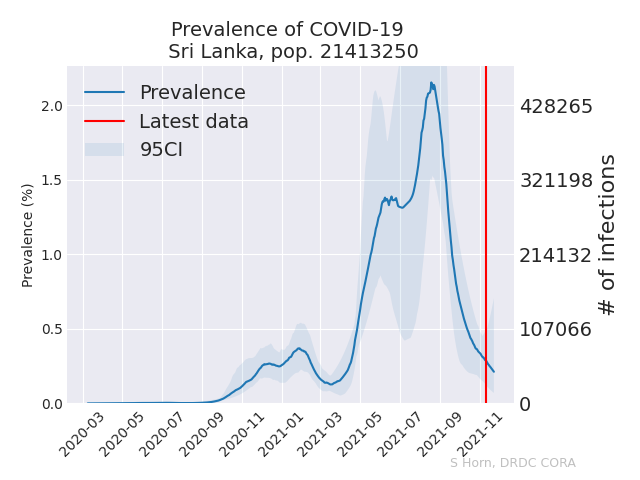 Prevalence of COVID-19
Sri Lanka, pop. 21413250
Prevalence
Latest data
95CI
Prevalence (%)
2.0
1.5
1.0
0.5
0.0
428265
321198
214132
107066
0
# of infections
2020-03
2020-05
2020-07
2020-09
2020-11
2021-01
2021-03
2021-05
2021-07
2021-09
2021-11
S Horn, DRDC CORA